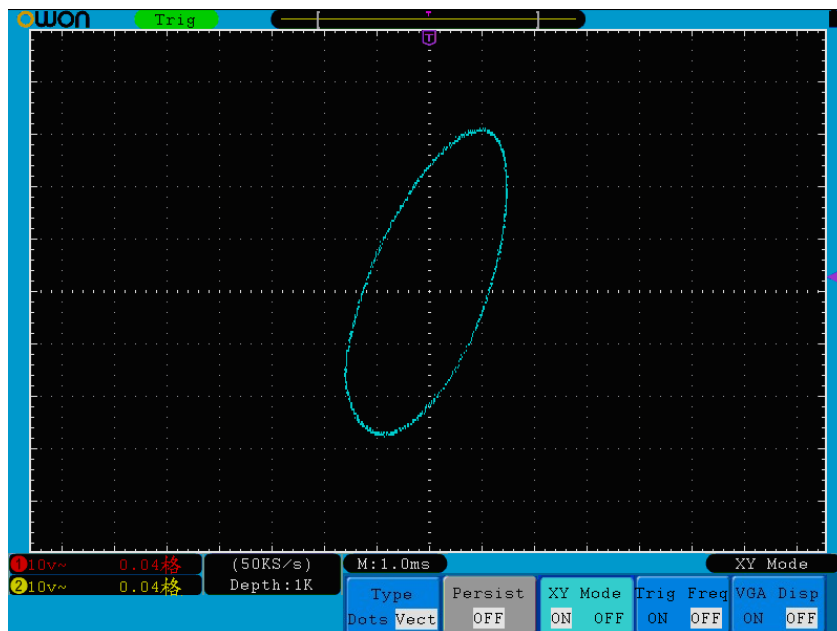 OWON Trig
T
T
1 10v~ 0.04格 (50KS/s) M:1.0ms XY Mode
2 10v~ 0.04格 Depth:1K
Type Persist XY Mode Trig Freq VGA Disp
Dots Vect OFF ON OFF ON OFF ON OFF